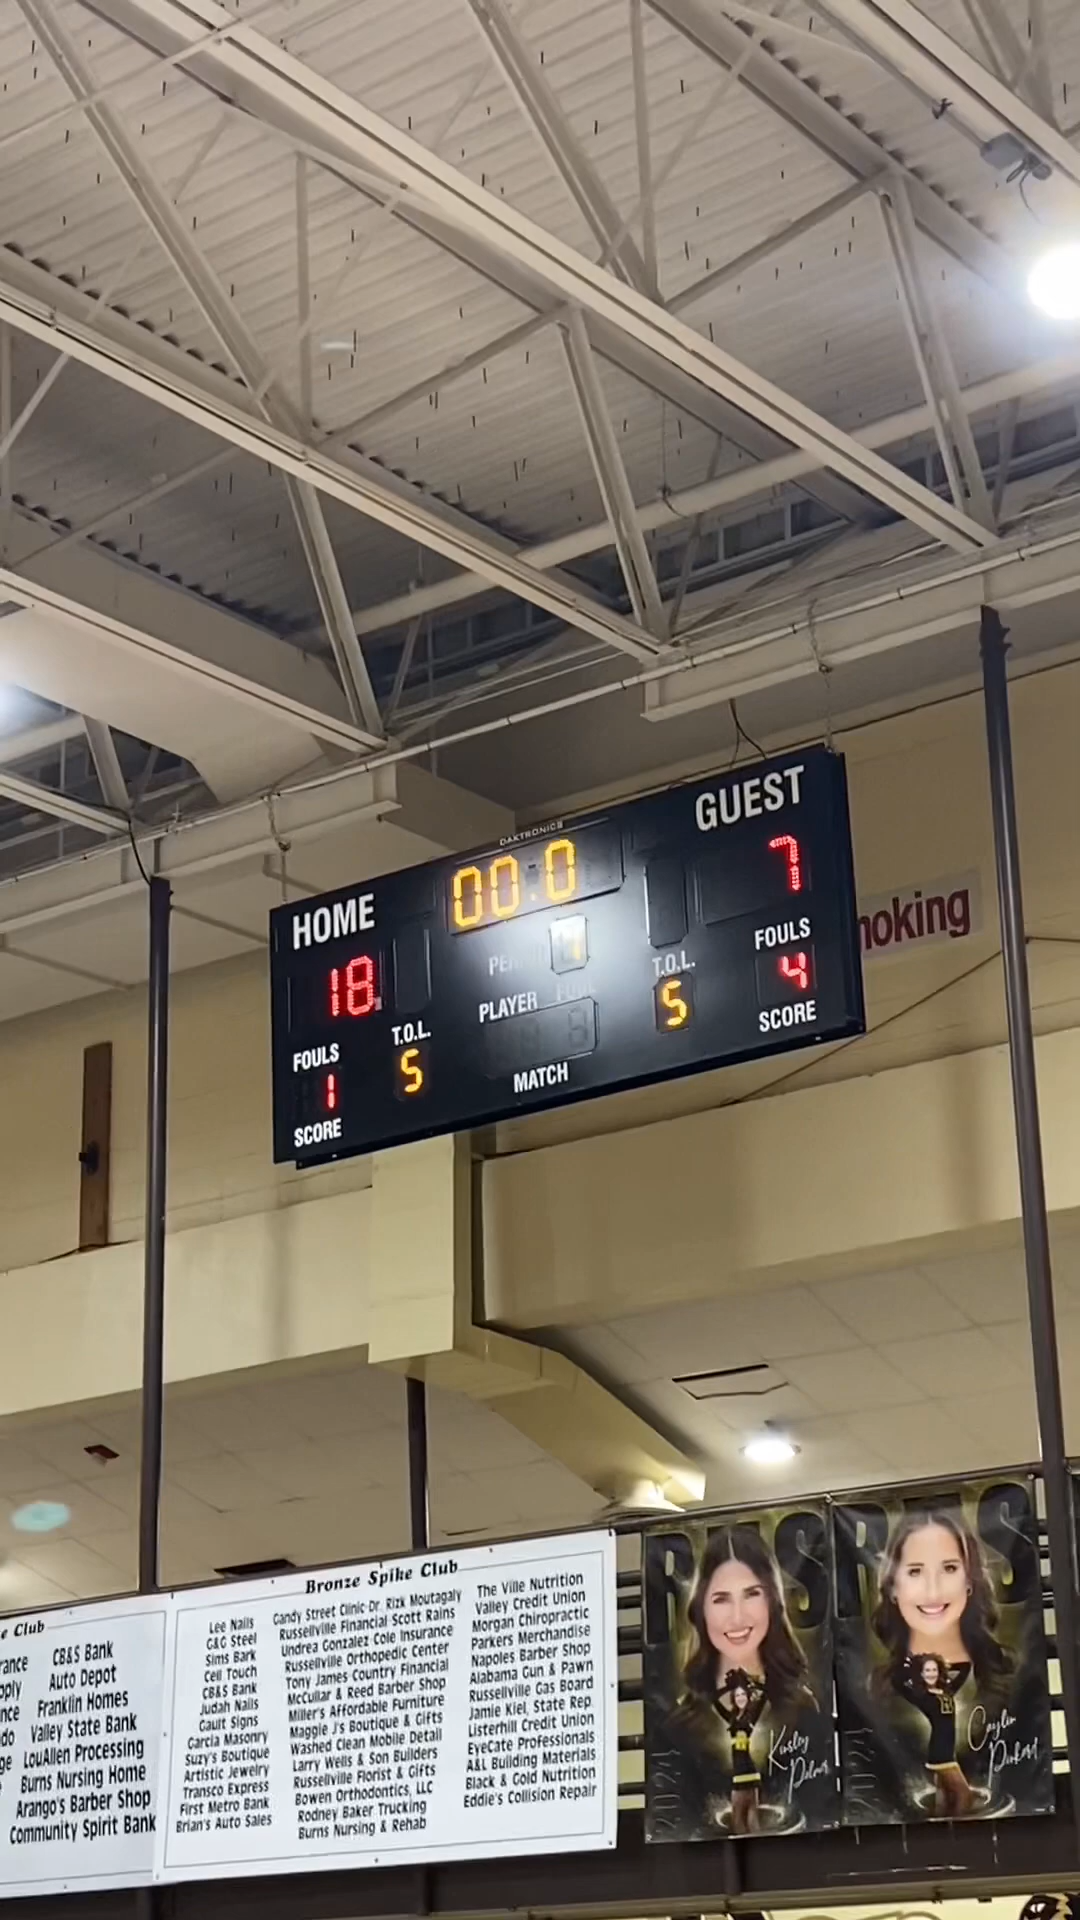 DAKTRONICS
GUEST
00.0
HOME
7
18
FOULS
T.O.L.
4
PLAYER
5
SCORE
T.O.L.
FOULS
5
1
MATCH
SCORE
moking
Bronze Spike Club
Lee Nails
G&G Steel
Sims Bark
Cell Touch
CB&S Bank
Judah Nails
Gault Signs
Garcia Masonry
Suzy's Boutique
Artistic Jewelry
Transco Express
First Metro Bank
Brian's Auto Sales
Gandy Street Clinic-Dr. Rizk Moutagaly
Russellville Financial-Scott Rains
Undrea Gonzalez Cole Insurance
Russellville Orthopedic Center
Tony James Country Financial
McCullar & Reed Barber Shop
Miller's Affordable Furniture
Maggie J's Boutique & Gifts
Washed Clean Mobile Detail
Larry Wells & Son Builders
Russellville Florist & Gifts
Bowen Orthodontics, LLC
Rodney Baker Trucking
Burns Nursing & Rehab
The Ville Nutrition
Valley Credit Union
Morgan Chiropractic
Parkers Merchandise
Napoles Barber Shop
Alabama Gun & Pawn
Russellville Gas Board
Jamie Kiel, State Rep.
Listerhill Credit Union
EyeCate Professionals
A&L Building Materials
Black & Gold Nutrition
Eddie's Collision Repair
Club
CB&S Bank
Auto Depot
Franklin Homes
Valley State Bank
LouAllen Processing
Burns Nursing Home
Arango's Barber Shop
Community Spirit Bank
RHS
Kinsley
2024
RHS
Caylin
2024